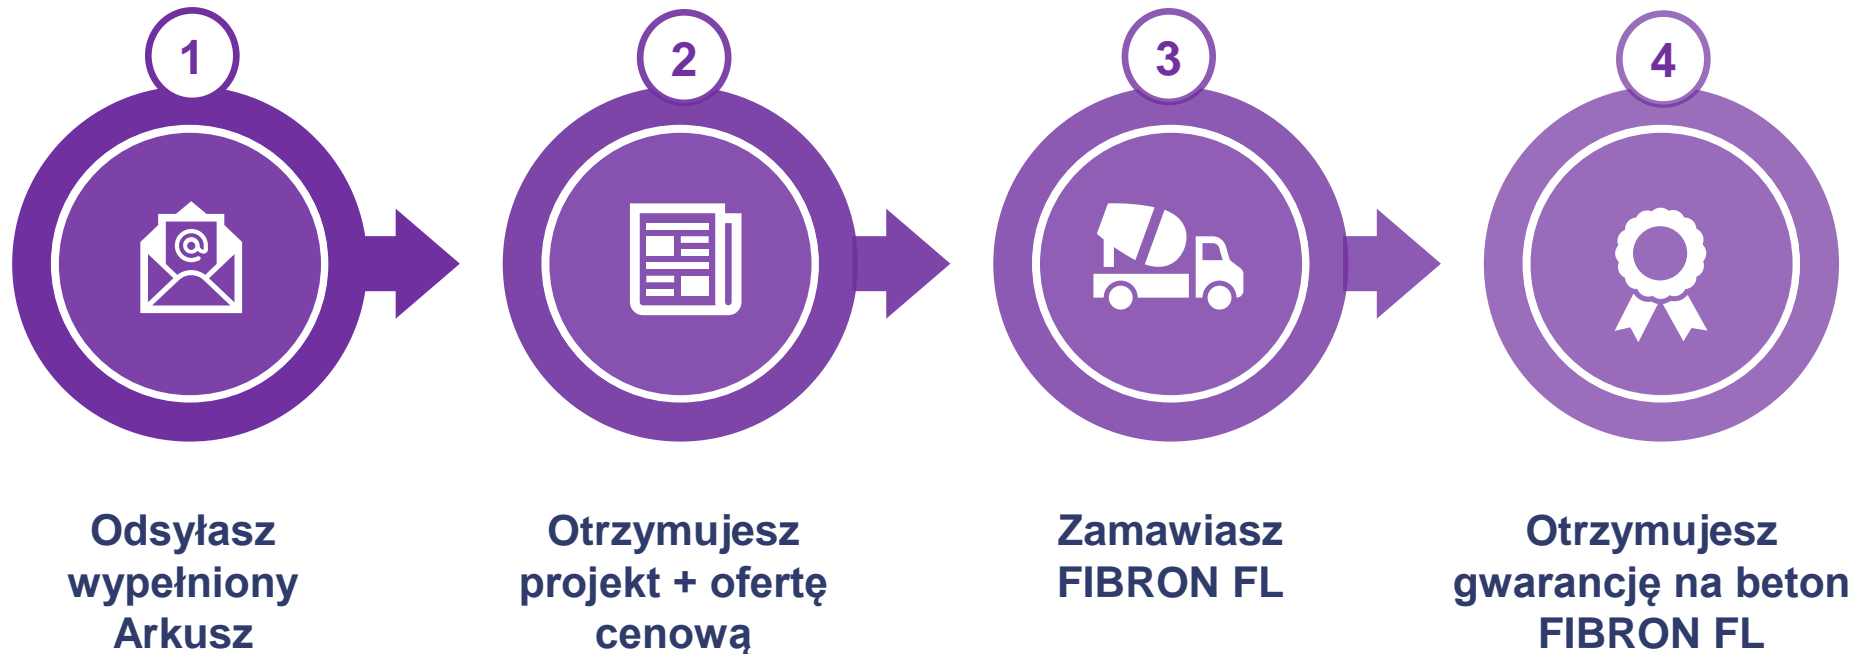 1
Odsyłasz
wypełniony
Arkusz
2
Otrzymujesz
projekt + ofertę
cenową
3
Zamawiasz
FIBRON FL
4
Otrzymujesz
gwarancję na beton
FIBRON FL